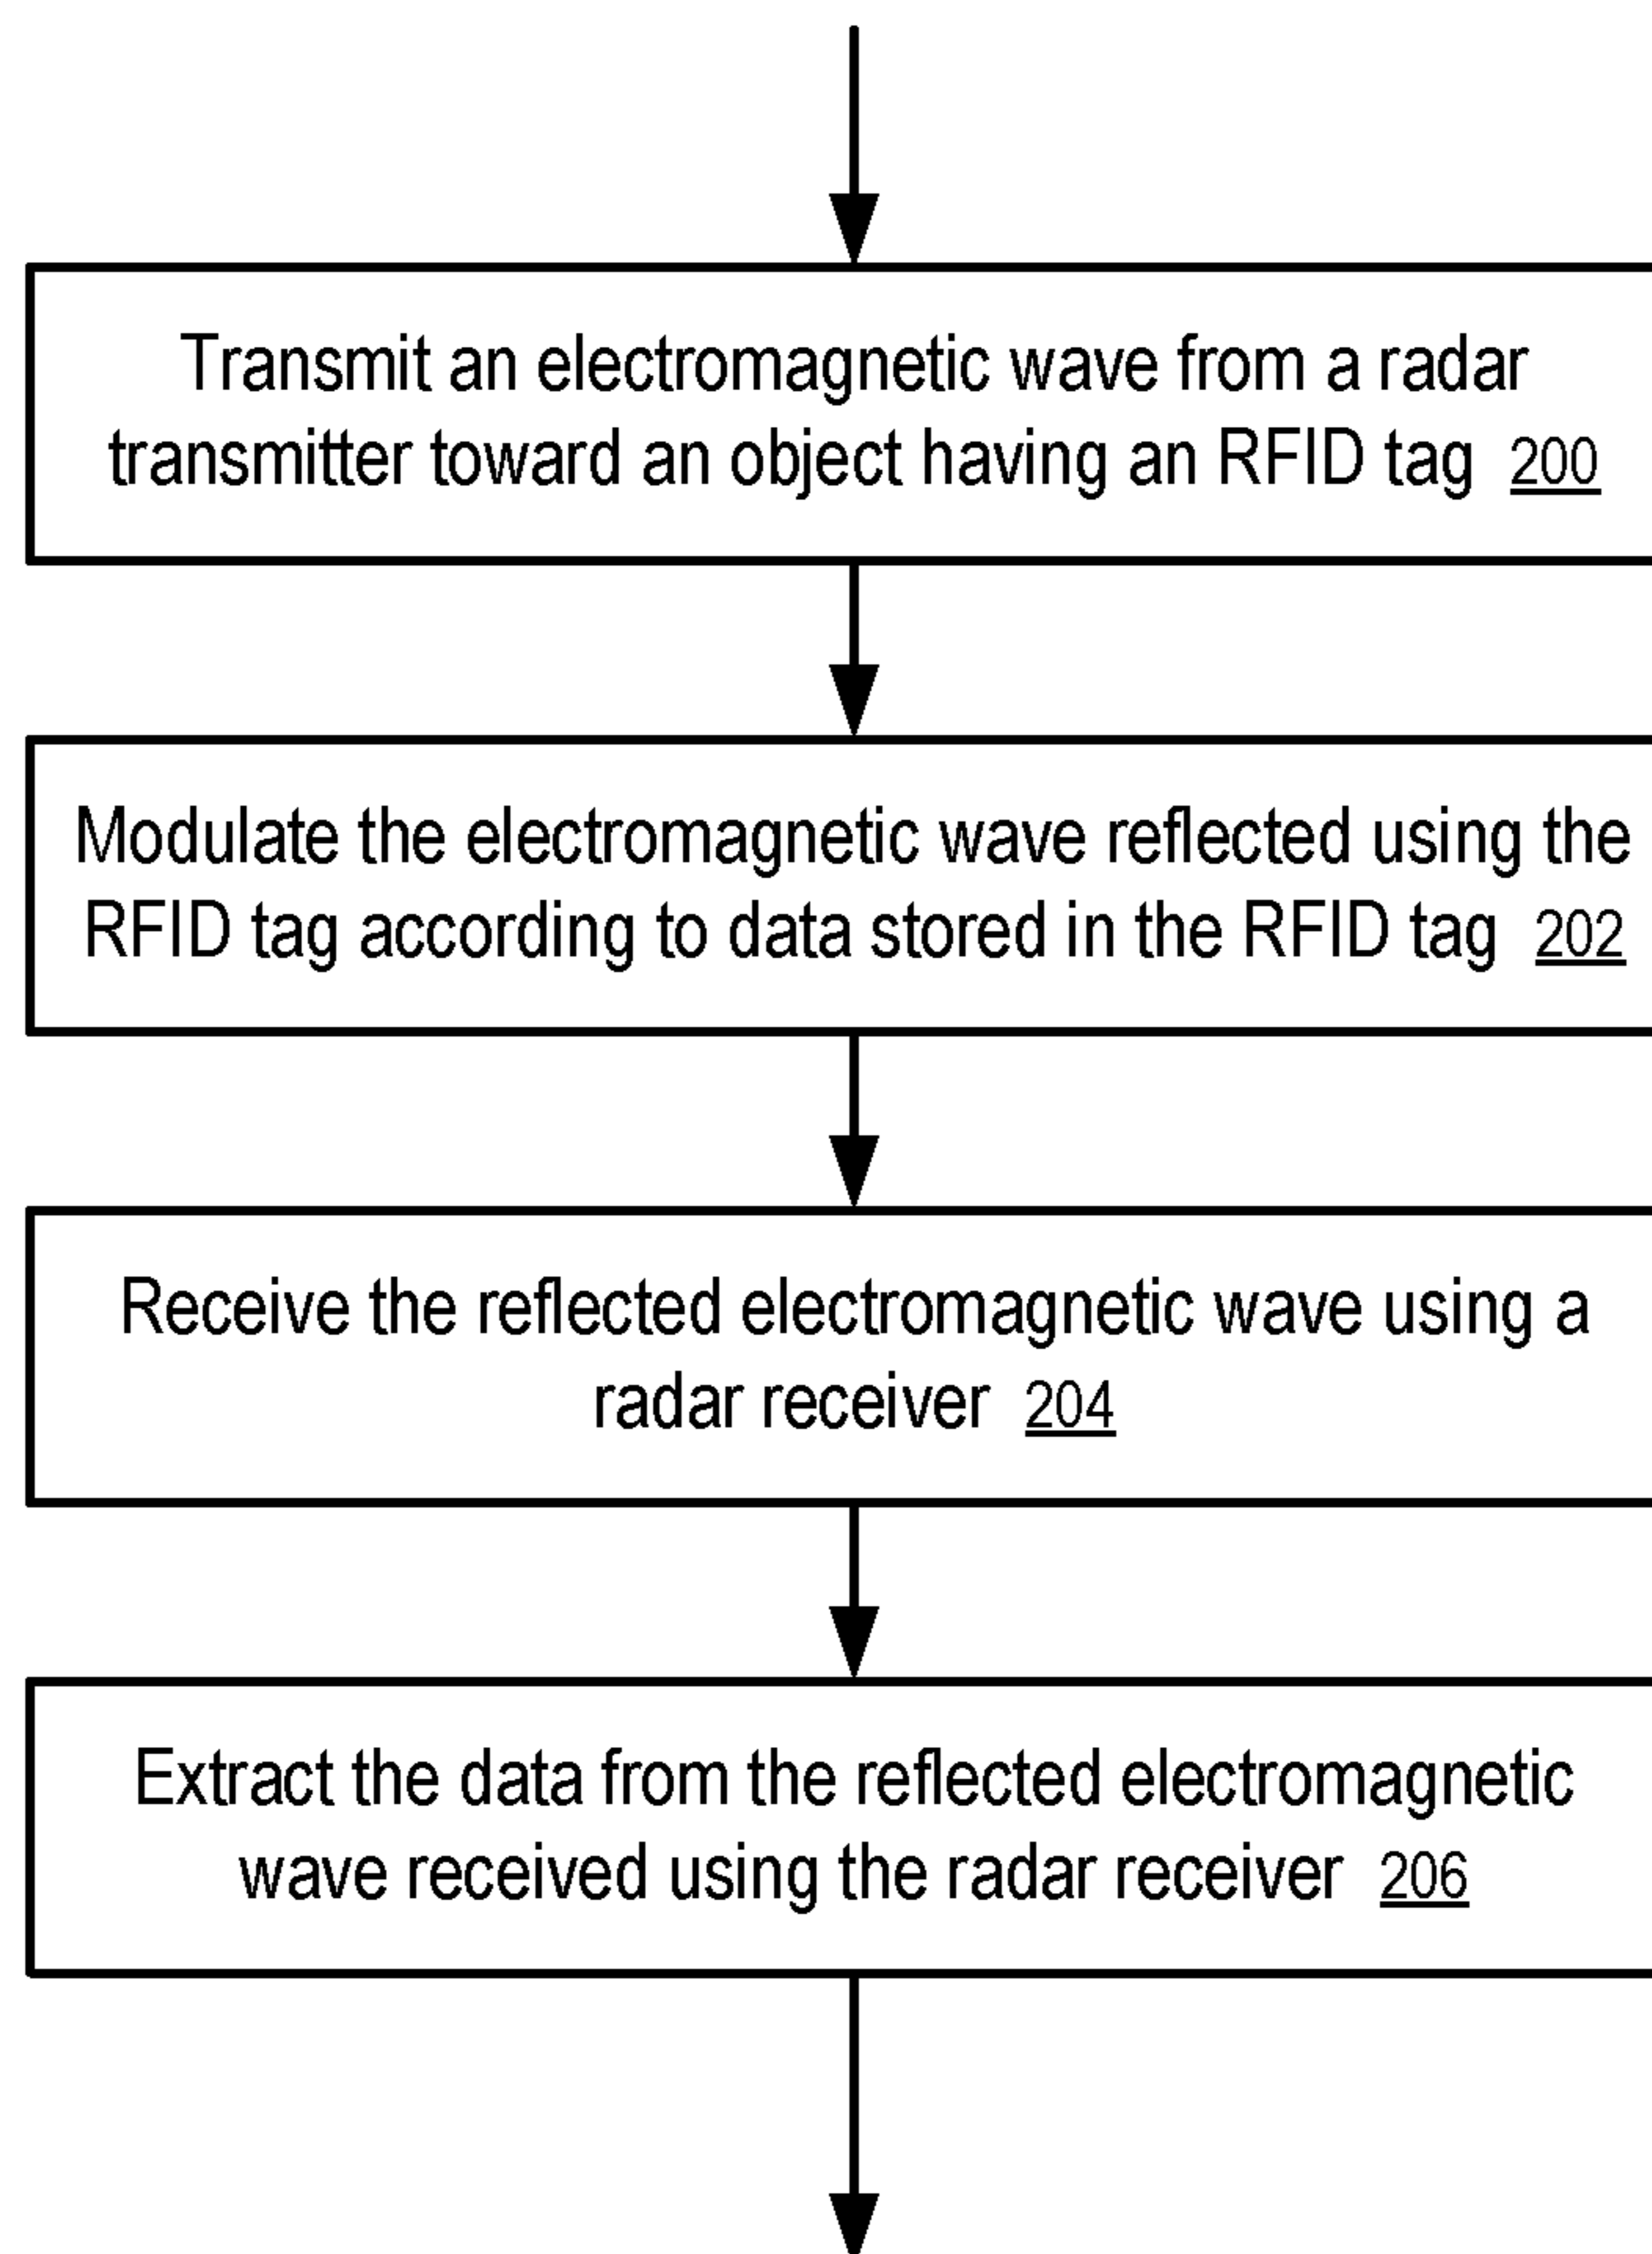 Transmit an electromagnetic wave from a radar
transmitter toward an object having an RFID tag 200
Modulate the electromagnetic wave reflected using the
RFID tag according to data stored in the RFID tag 202
Receive the reflected electromagnetic wave using a
radar receiver 204
Extract the data from the reflected electromagnetic
wave received using the radar receiver 206